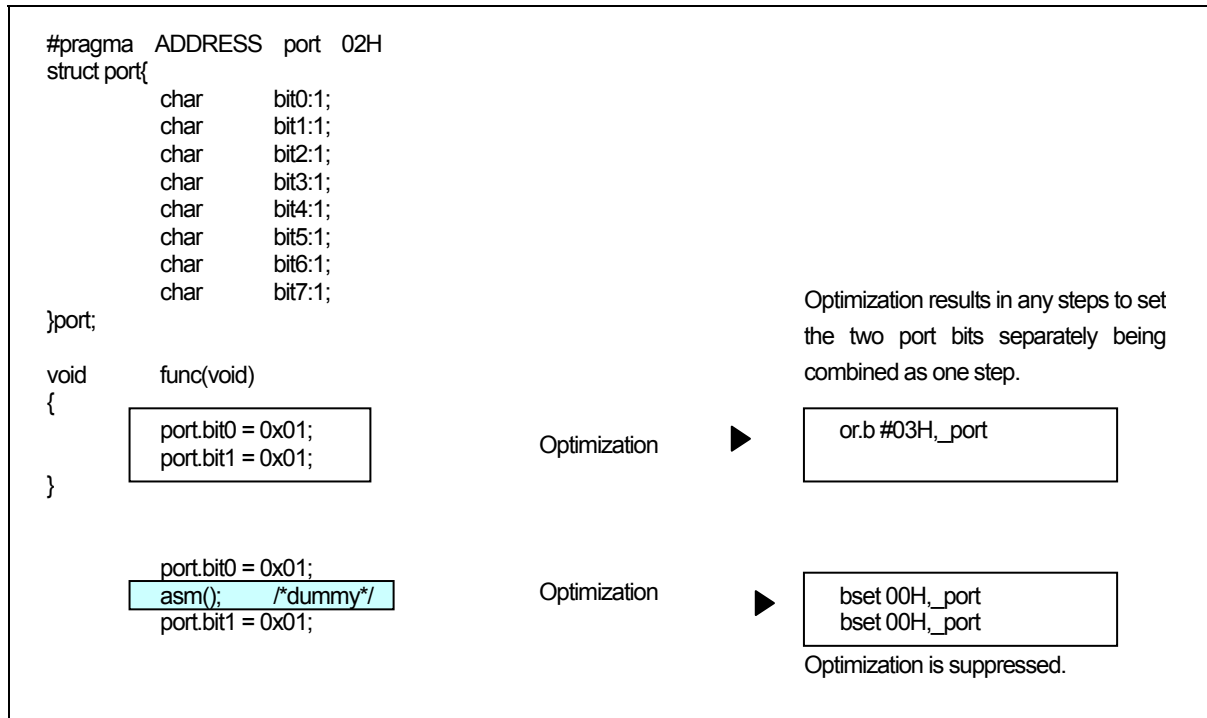 #pragma ADDRESS port 02H
struct port{
char bit0:1;
char bit1:1;
char bit2:1;
char bit3:1;
char bit4:1;
char bit5:1;
char bit6:1;
char bit7:1;
}port;
void func(void)
{
port.bit0 = 0x01;
port.bit1 = 0x01;
}
Optimization
Optimization results in any steps to set
the two port bits separately being
combined as one step.
or.b #03H,_port
port.bit0 = 0x01;
asm(); /*dummy*/
port.bit1 = 0x01;
Optimization
bset 00H,_port
bset 00H,_port
Optimization is suppressed.